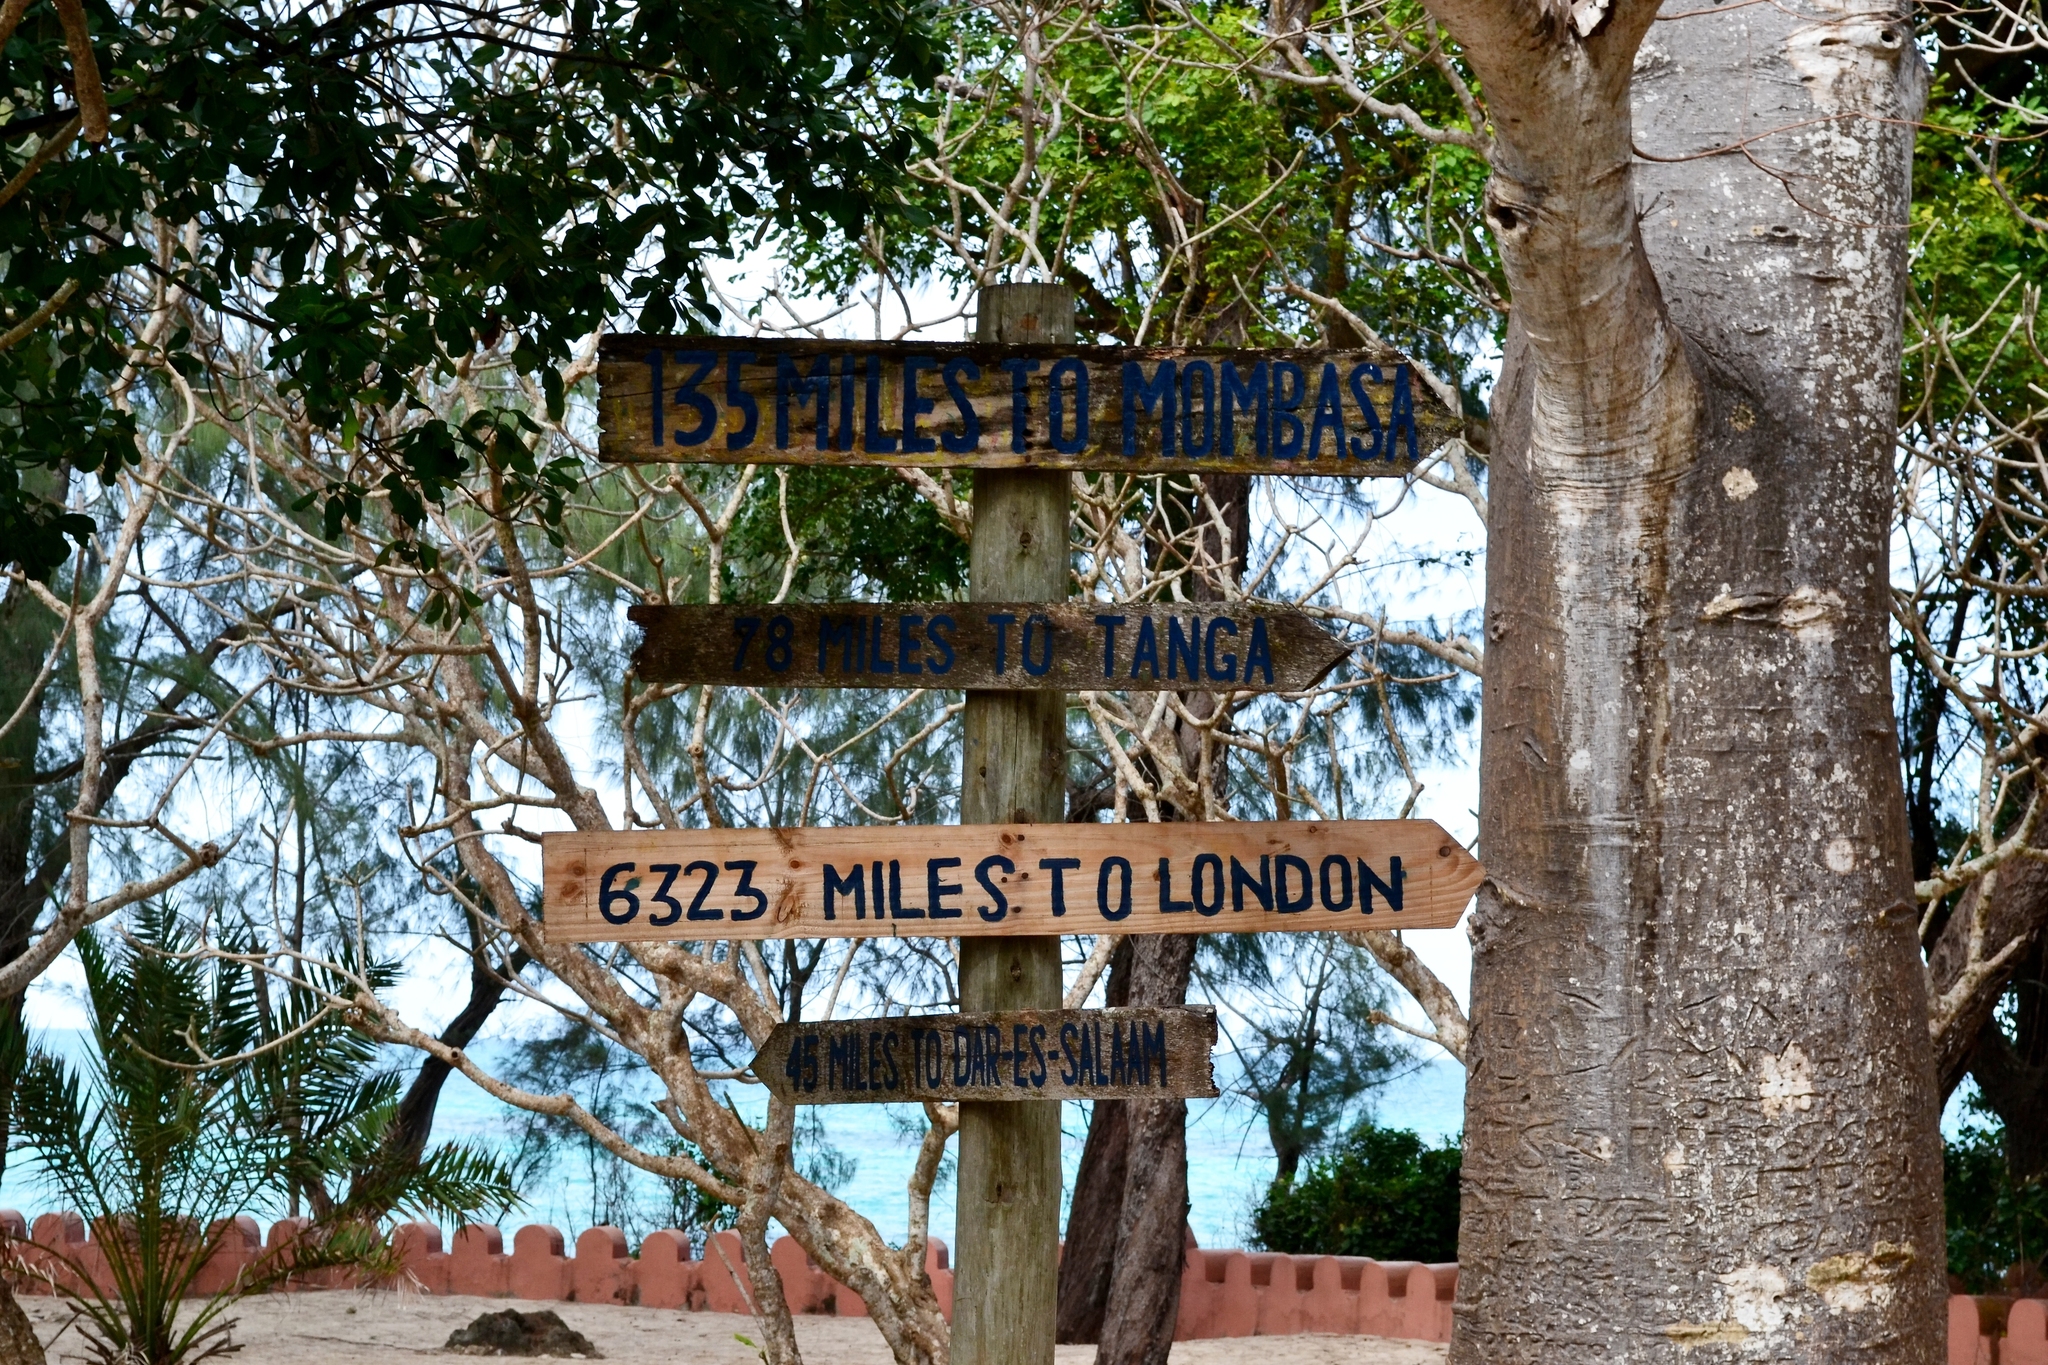 135 MILES TO MOMBASA
78 MILES TO TANGA
6323 MILES TO LONDON
45 MILES TO DAR-ES-SALAAM